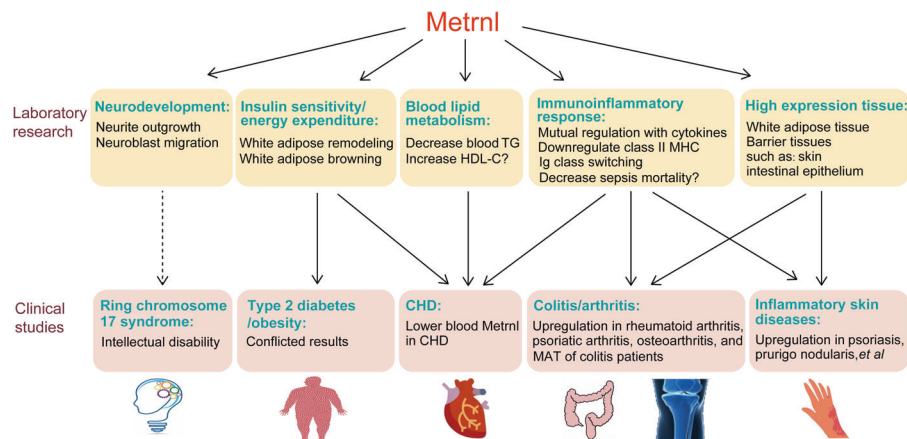 Metrnl
Laboratory
research
Neurodevelopment:
Neurite outgrowth
Neuroblast migration
Insulin sensitivity/
energy expenditure:
White adipose remodeling
White adipose browning
Blood lipid
metabolism:
Decrease blood TG
Increase HDL-C?
Immunoinflammatory
response:
Mutual regulation with cytokines
Downregulate class II MHC
Ig class switching
Decrease sepsis mortality?
High expression tissue:
White adipose tissue
Barrier tissues
such as: skin
intestinal epithelium
Clinical
studies
Ring chromosome
17 syndrome:
Intellectual disability
Type 2 diabetes
/obesity:
Conflicted results
CHD:
Lower blood Metrnl
in CHD
Colitis/arthritis:
Upregulation in rheumatoid arthritis,
psoriatic arthritis, osteoarthritis, and
MAT of colitis patients
Inflammatory skin
diseases:
Upregulation in psoriasis,
prurigo nodularis,et al